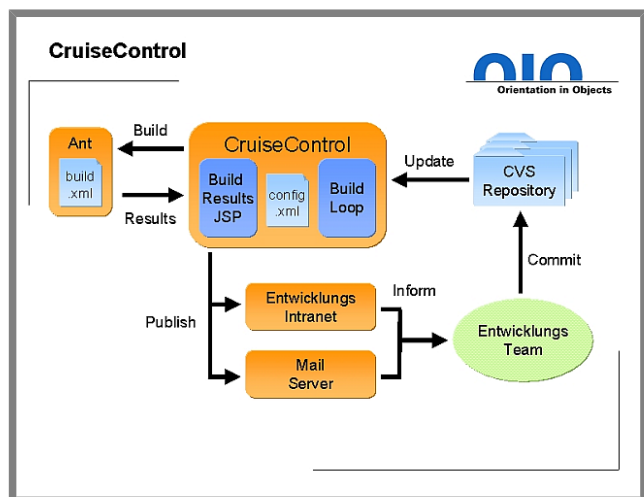 CruiseControl
OIO
Orientation in Objects
Ant
build
.xml
Build
Results
CruiseControl
Build
Results
JSP
config
.xml
Build
Loop
Update
CVS
Repository
Commit
Publish
Entwicklungs
Intranet
Mail
Server
Inform
Entwicklungs
Team